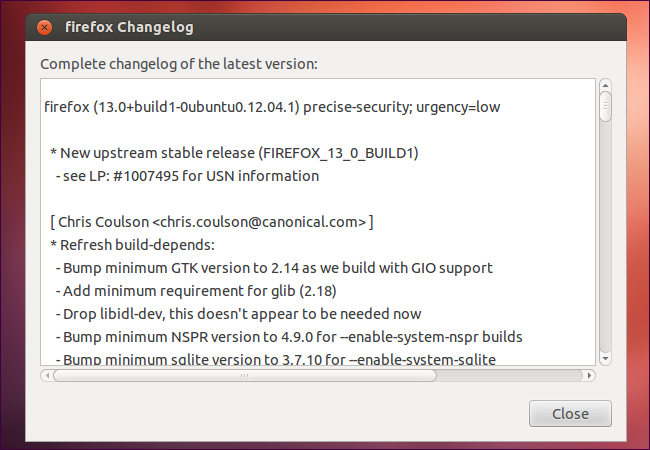 firefox Changelog
Complete changelog of the latest version:
firefox (13.0+build1-0ubuntu0.12.04.1) precise-security; urgency=low
* New upstream stable release (FIREFOX_13_0_BUILD1)
- see LP: #1007495 for USN information
[ Chris Coulson <chris.coulson@canonical.com> ]
* Refresh build-depends:
- Bump minimum GTK version to 2.14 as we build with GIO support
- Add minimum requirement for glib (2.18)
- Drop libidl-dev, this doesn't appear to be needed now
- Bump minimum NSPR version to 4.9.0 for --enable-system-nspr builds
- Bump minimum sqlite version to 3.7.10 for --enable-system-sqlite
Close